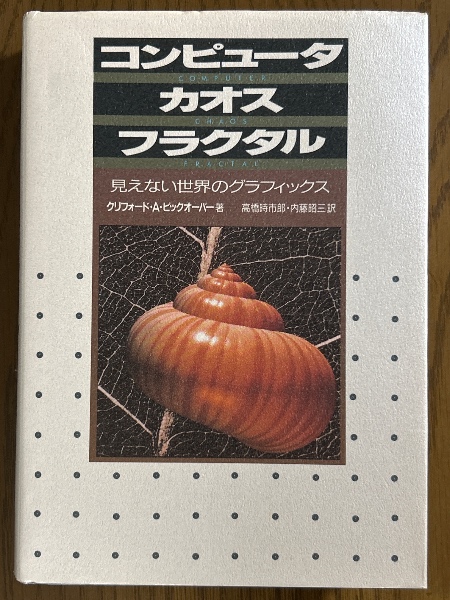 コンピュータ
COMPUTER
カオス
CHAOS
フラクタル
FRACTAL
見えない世界のグラフィックス
クリフォード・A・ピックオーバー著 高橋時市郎・内藤昭三訳